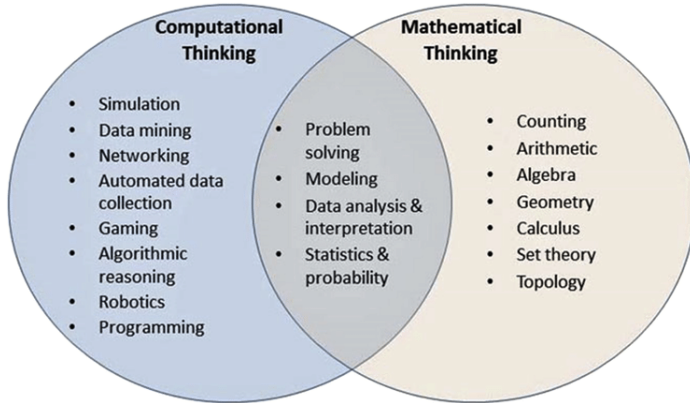 Computational
Thinking
• Simulation
• Data mining
• Networking
• Automated data
collection
• Gaming
• Algorithmic
reasoning
• Robotics
• Programming
• Problem
solving
• Modeling
• Data analysis &
interpretation
• Statistics &
probability
Mathematical
Thinking
• Counting
• Arithmetic
• Algebra
• Geometry
• Calculus
• Set theory
• Topology